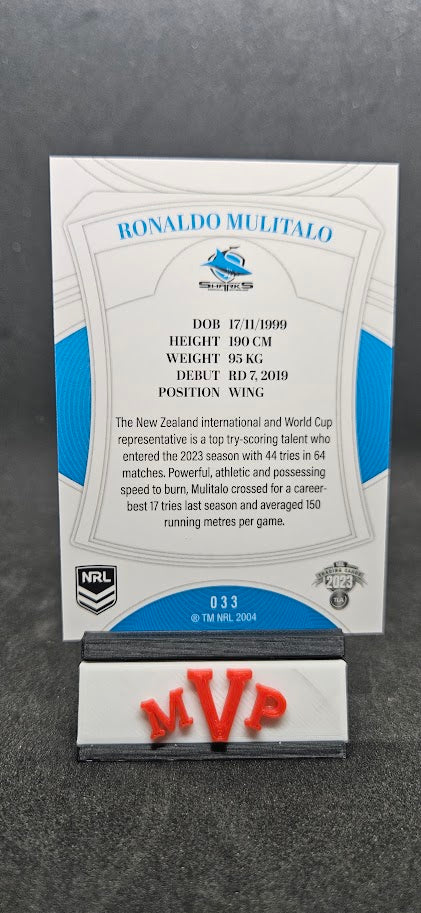 RONALDO MULITALO
SHARKS
DOB 17/11/1999
HEIGHT 190 CM
WEIGHT 95 KG
DEBUT RD 7, 2019
POSITION WING
The New Zealand international and World Cup
representative is a top try-scoring talent who
entered the 2023 season with 44 tries in 64
matches. Powerful, athletic and possessing
speed to burn, Mulitalo crossed for a career-
best 17 tries last season and averaged 150
running metres per game.
NRL
TRADING CARDS
2023
TLA
033
© TM NRL 2004
MVP